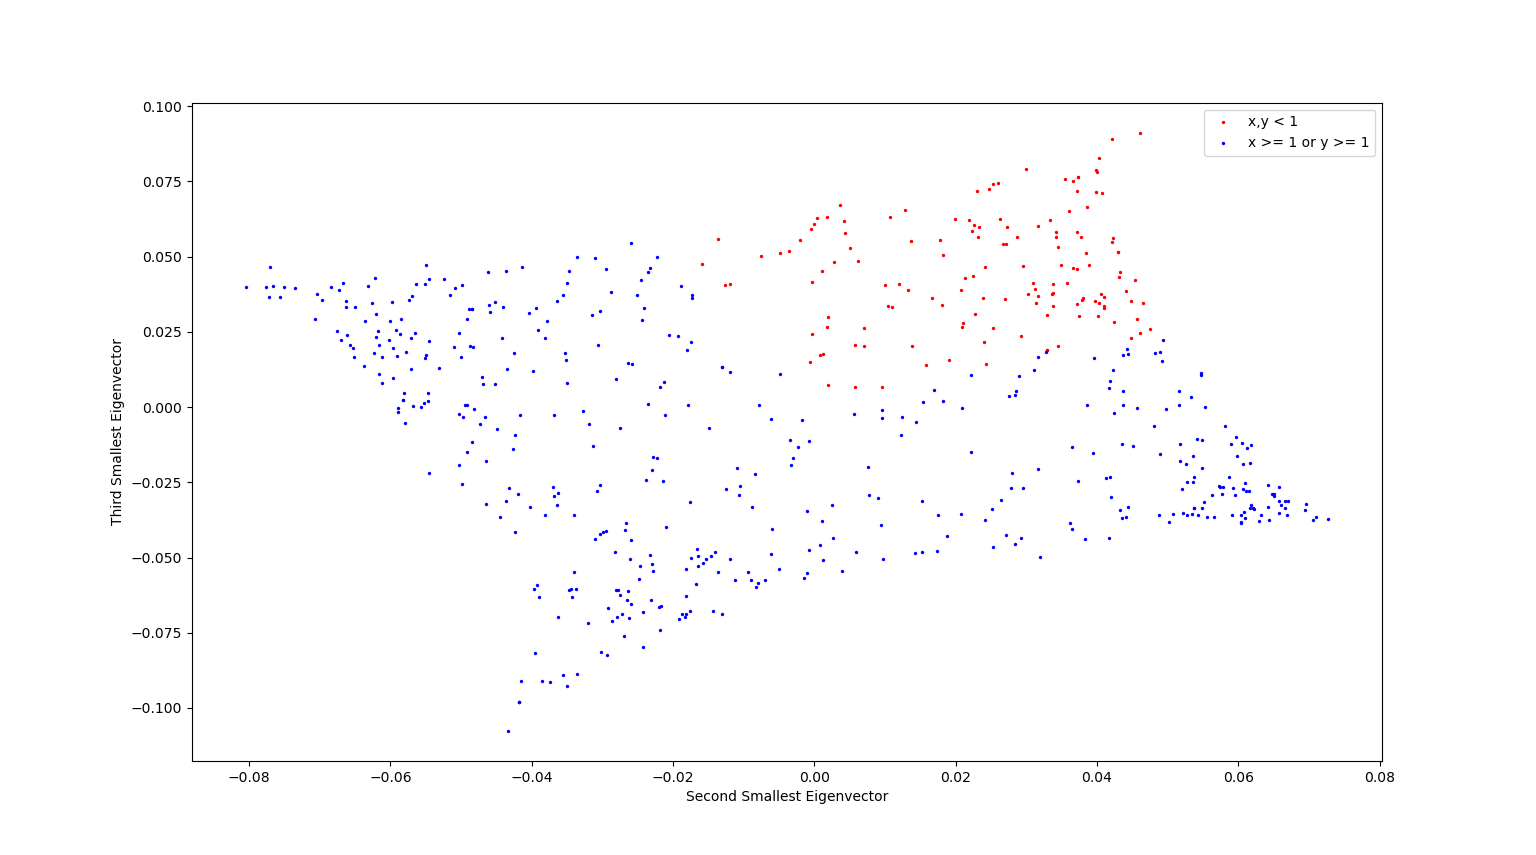 0.100
0.075
0.050
0.025
0.000
−0.025
−0.050
−0.075
−0.100
Third Smallest Eigenvector
x,y < 1
x >= 1 or y >= 1
−0.08 −0.06 −0.04 −0.02 0.00 0.02 0.04 0.06 0.08
Second Smallest Eigenvector